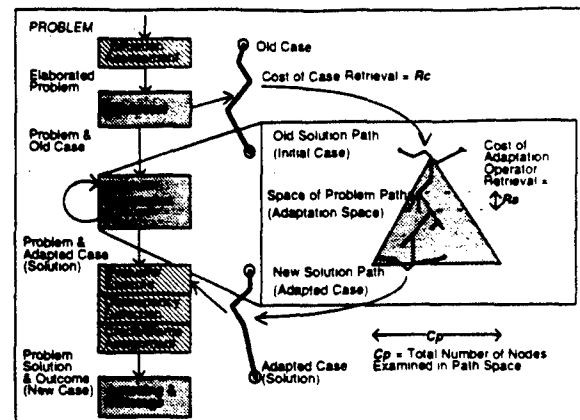 PROBLEM
Elaborated
Problem
Problem &
Old Case
Problem &
Adapted Case
(Solution)
Problem
Solution
& Outcome
(New Case)
Old Case
Cost of Case Retrieval = Rc
Old Solution Path
(Initial Case)
Space of Problem Path
(Adaptation Space)
New Solution Path
(Adapted Case)
Cost of
Adaptation
Operator
Retrieval =
Ra
Adapted Case
(Solution)
Cp
Cp = Total Number of Nodes
Examined in Path Space